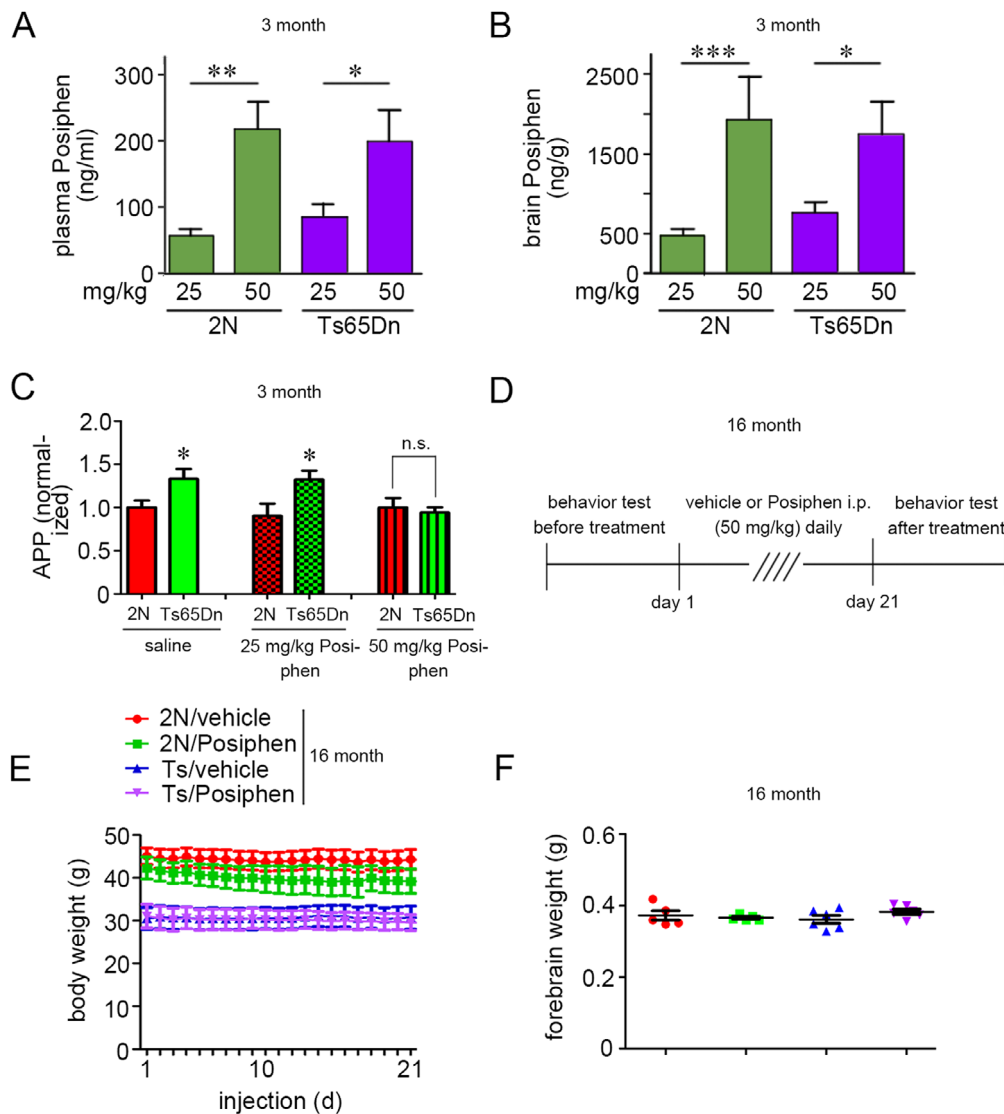 A
3 month
plasma Posiphen
(ng/ml)
300
200
100
0
**
*
mg/kg
25
50
25
50
2N
Ts65Dn
B
3 month
brain Posiphen
(ng/g)
2500
1500
500
0
***
*
mg/kg
25
50
25
50
2N
Ts65Dn
C
3 month
APP (normal-
ized)
2.0
1.5
1.0
0.5
0
*
*
n.s.
2N
Ts65Dn
2N
Ts65Dn
2N
Ts65Dn
saline
25 mg/kg Posi-
phen
50 mg/kg Posi-
phen
D
16 month
behavior test
before treatment
vehicle or Posiphen i.p.
(50 mg/kg) daily
behavior test
after treatment
day 1
day 21
2N/vehicle
2N/Posiphen
Ts/vehicle
Ts/Posiphen
16 month
E
body weight (g)
50
40
30
20
10
0
1
10
21
injection (d)
F
16 month
forebrain weight (g)
0.6
0.4
0.2
0